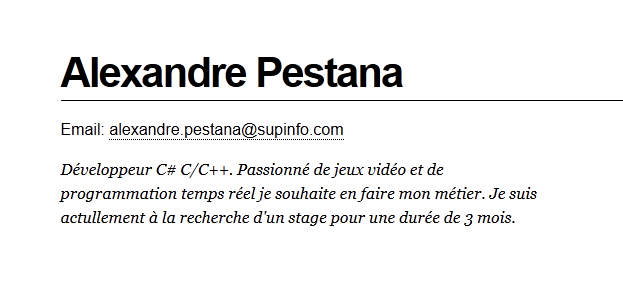 Alexandre Pestana
Email: alexandre.pestana@supinfo.com
Développeur C# C/C++. Passionné de jeux vidéo et de
programmation temps réel je souhaite en faire mon métier. Je suis
actullement à la recherche d'un stage pour une durée de 3 mois.